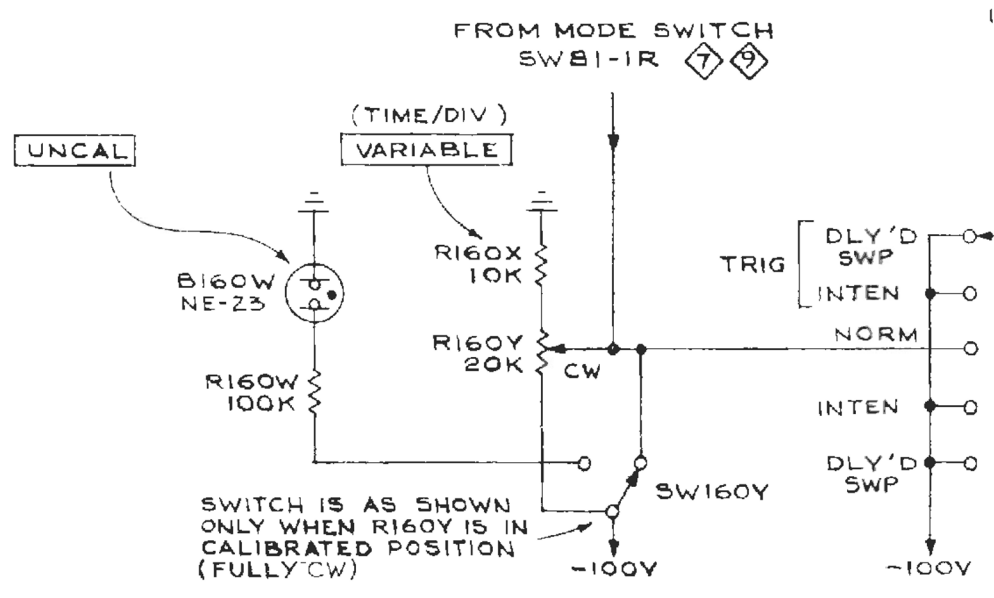 FROM MODE SWITCH
SW81-1R 7 9
(TIME/DIV)
UNCAL
VARIABLE
R160X
10K
B160W
NE-23
R160Y
20K
CW
R160W
100K
TRIG
DLY'D
SWP
INTEN
NORM
INTEN
DLY'D
SWP
SW160Y
SWITCH IS AS SHOWN
ONLY WHEN R160Y IS IN
CALIBRATED POSITION
(FULLY CW)
-100V
-100V